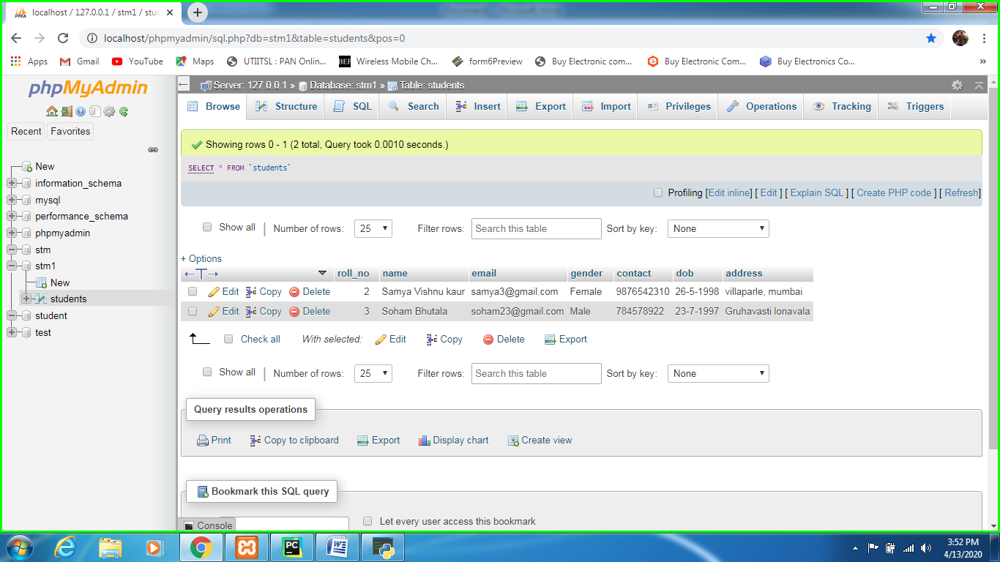 localhost / 127.0.0.1 / stm1 / stuc
localhost/phpmyadmin/sql.php?db=stm1&table=students&pos=0
Apps Gmail YouTube Maps UTIITSL : PAN Onlin... Wireless Mobile Ch... form6Preview Buy Electronic com... Buy Electronic Com... Buy Electronics Co... »
phpMyAdmin
Recent Favorites
New
information_schema
mysql
performance_schema
phpmyadmin
stm
stm1
New
students
student
test
Server: 127.0.0.1 » Database: stm1 » Table: students
Browse Structure SQL Search Insert Export Import Privileges Operations Tracking Triggers
Showing rows 0 - 1 (2 total, Query took 0.0010 seconds.)
SELECT * FROM `students`
Profiling [Edit inline] [ Edit ] [ Explain SQL ] [ Create PHP code ] [ Refresh]
Show all | Number of rows: 25 Filter rows: Search this table Sort by key: None
+ Options
←T→ roll_no name email gender contact dob address
Edit Copy Delete 2 Samya Vishnu kaur samya3@gmail.com Female 9876542310 26-5-1998 villaparle, mumbai
Edit Copy Delete 3 Soham Bhutala soham23@gmail.com Male 784578922 23-7-1997 Gruhavasti lonavala
Check all With selected: Edit Copy Delete Export
Show all | Number of rows: 25 Filter rows: Search this table Sort by key: None
Query results operations
Print Copy to clipboard Export Display chart Create view
Bookmark this SQL query
Let every user access this bookmark
Console
3:52 PM
4/13/2020